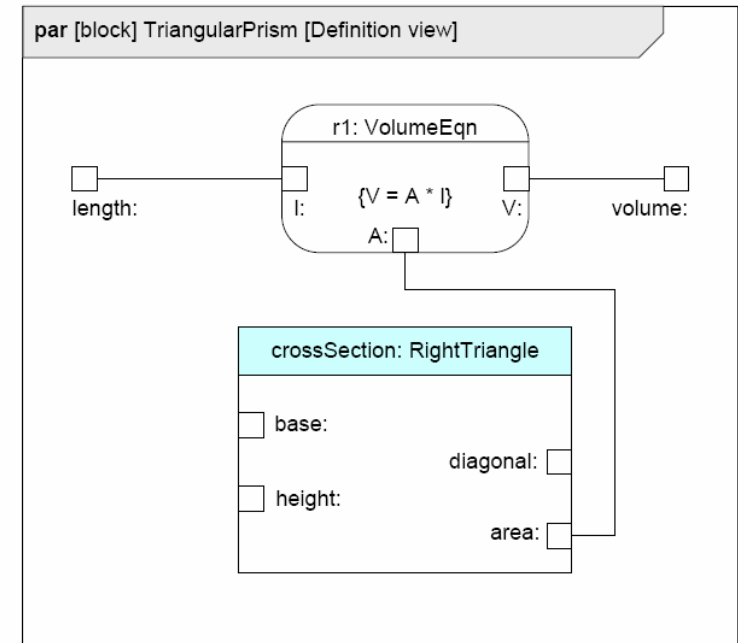 par [block] TriangularPrism [Definition view]
r1: VolumeEqn
{V = A * l}
length:
l:
V:
volume:
A:
crossSection: RightTriangle
base:
diagonal:
height:
area: